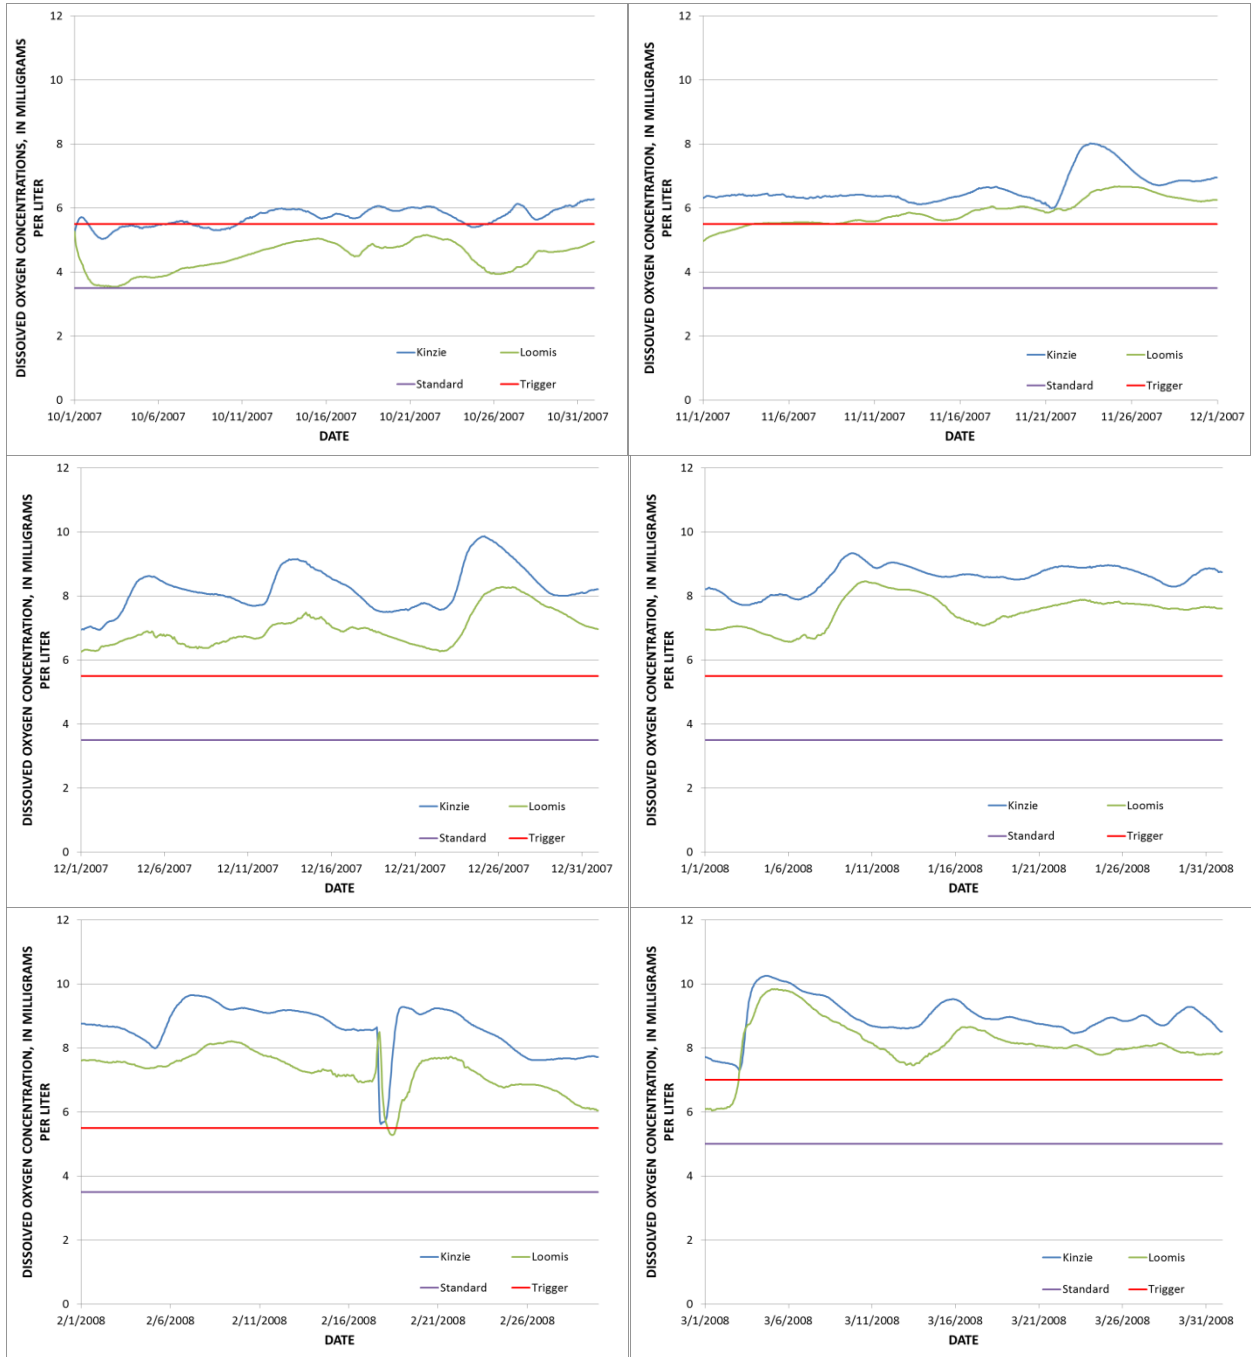 DISSOLVED OXYGEN CONCENTRATIONS, IN MILLIGRAMS
PER LITER
12
10
8
6
4
2
0
Kinzie
Loomis
Standard
Trigger
10/1/2007 10/6/2007 10/11/2007 10/16/2007 10/21/2007 10/26/2007 10/31/2007
DATE
DISSOLVED OXYGEN CONCENTRATION, IN MILLIGRAMS
PER LITER
12
10
8
6
4
2
0
Kinzie
Loomis
Standard
Trigger
11/1/2007 11/6/2007 11/11/2007 11/16/2007 11/21/2007 11/26/2007 12/1/2007
DATE
DISSOLVED OXYGEN CONCENTRATION, IN MILLIGRAMS
PER LITER
12
10
8
6
4
2
0
Kinzie
Loomis
Standard
Trigger
12/1/2007 12/6/2007 12/11/2007 12/16/2007 12/21/2007 12/26/2007 12/31/2007
DATE
DISSOLVED OXYGEN CONCENTRATION, IN MILLIGRAMS
PER LITER
12
10
8
6
4
2
0
Kinzie
Loomis
Standard
Trigger
1/1/2008 1/6/2008 1/11/2008 1/16/2008 1/21/2008 1/26/2008 1/31/2008
DATE
DISSOLVED OXYGEN CONCENTRATION, IN MILLIGRAMS
PER LITER
12
10
8
6
4
2
0
Kinzie
Loomis
Standard
Trigger
2/1/2008 2/6/2008 2/11/2008 2/16/2008 2/21/2008 2/26/2008
DATE
DISSOLVED OXYGEN CONCENTRATION, IN MILLIGRAMS
PER LITER
12
10
8
6
4
2
0
Kinzie
Loomis
Standard
Trigger
3/1/2008 3/6/2008 3/11/2008 3/16/2008 3/21/2008 3/26/2008 3/31/2008
DATE